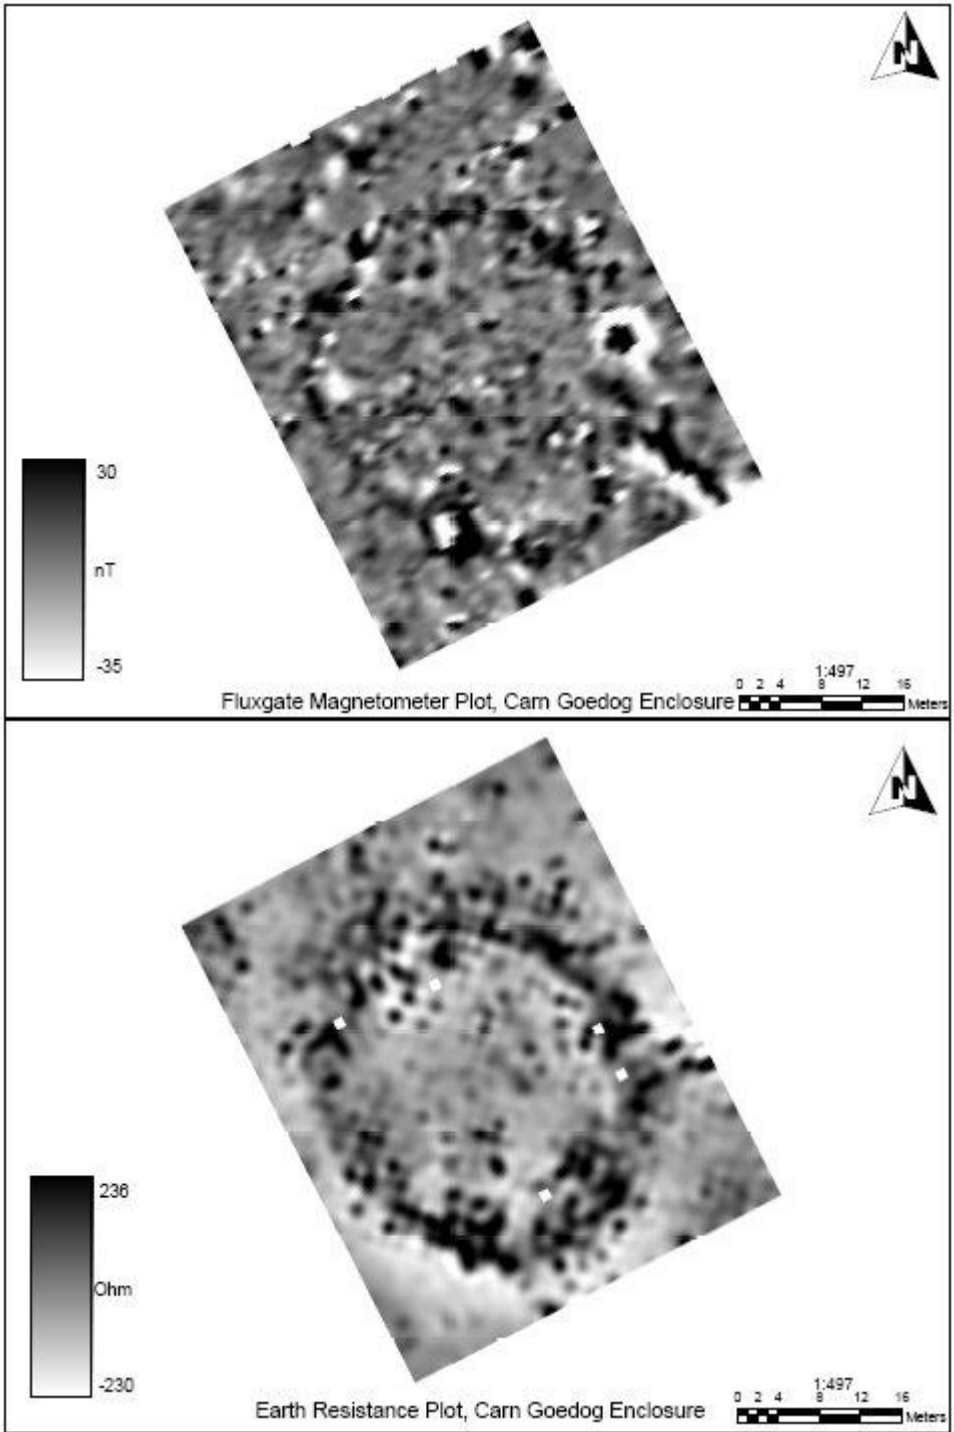 N
30
nT
-35
1:497
0 2 4 8 12 16
Fluxgate Magnetometer Plot, Carn Goedog Enclosure
Meters
N
236
Ohm
-230
1:497
0 2 4 8 12 16
Earth Resistance Plot, Carn Goedog Enclosure
Meters